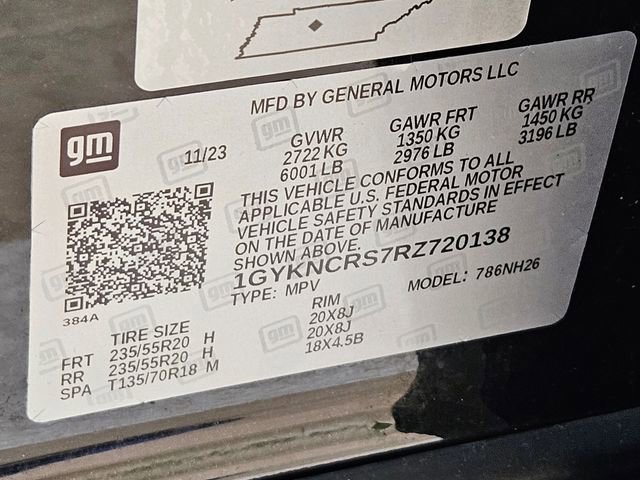 MFD BY GENERAL MOTORS LLC
gm
11/23
GVWR GAWR FRT GAWR RR
2722 KG 1350 KG 1450 KG
6001 LB 2976 LB 3196 LB
THIS VEHICLE CONFORMS TO ALL
APPLICABLE U.S. FEDERAL MOTOR
VEHICLE SAFETY STANDARDS IN EFFECT
ON THE DATE OF MANUFACTURE
SHOWN ABOVE.
1GYKNCRS7RZ720138
TYPE: MPV MODEL: 786NH26
384A
TIRE SIZE RIM
FRT 235/55R20 H 20X8J
RR 235/55R20 H 20X8J
SPA T135/70R18 M 18X4.5B